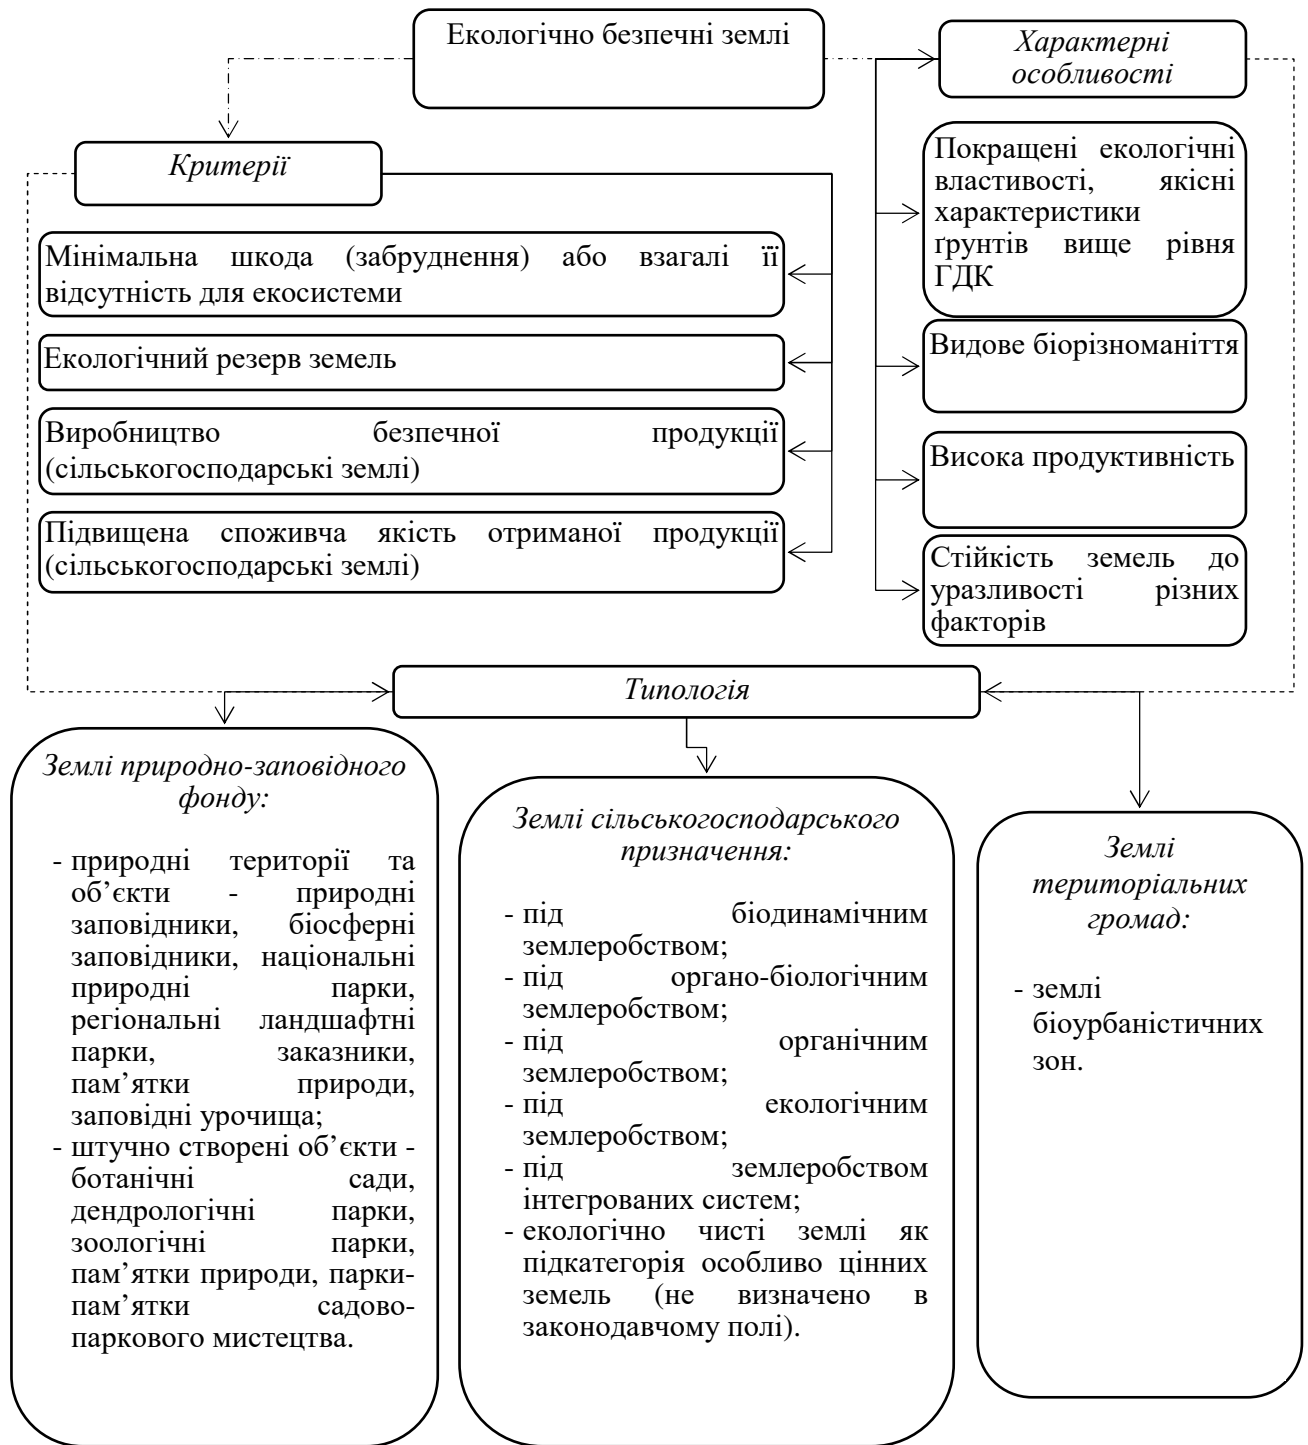 Екологічно безпечні землі
Характерні
особливості
Критерії
Мінімальна шкода (забруднення) або взагалі її
відсутність для екосистеми
Екологічний резерв земель
Виробництво безпечної продукції
(сільськогосподарські землі)
Підвищена споживча якість отриманої продукції
(сільськогосподарські землі)
Покращені екологічні
властивості, якісні
характеристики
ґрунтів вище рівня
ГДК
Видове біорізноманіття
Висока продуктивність
Стійкість земель до
уразливості різних
факторів
Типологія
Землі природно-заповідного
фонду:
- природні території та
об’єкти - природні
заповідники, біосферні
заповідники, національні
природні парки,
регіональні ландшафтні
парки, заказники,
пам’ятки природи,
заповідні урочища;
- штучно створені об’єкти -
ботанічні сади,
дендрологічні парки,
зоологічні парки,
пам’ятки природи, парки-
пам’ятки садово-
паркового мистецтва.
Землі сільськогосподарського
призначення:
- під біодинамічним
землеробством;
- під органо-біологічним
землеробством;
- під органічним
землеробством;
- під екологічним
землеробством;
- під землеробством
інтегрованих систем;
- екологічно чисті землі як
підкатегорія особливо цінних
земель (не визначено в
законодавчому полі).
Землі
територіальних
громад:
- землі
біоурбаністичних
зон.